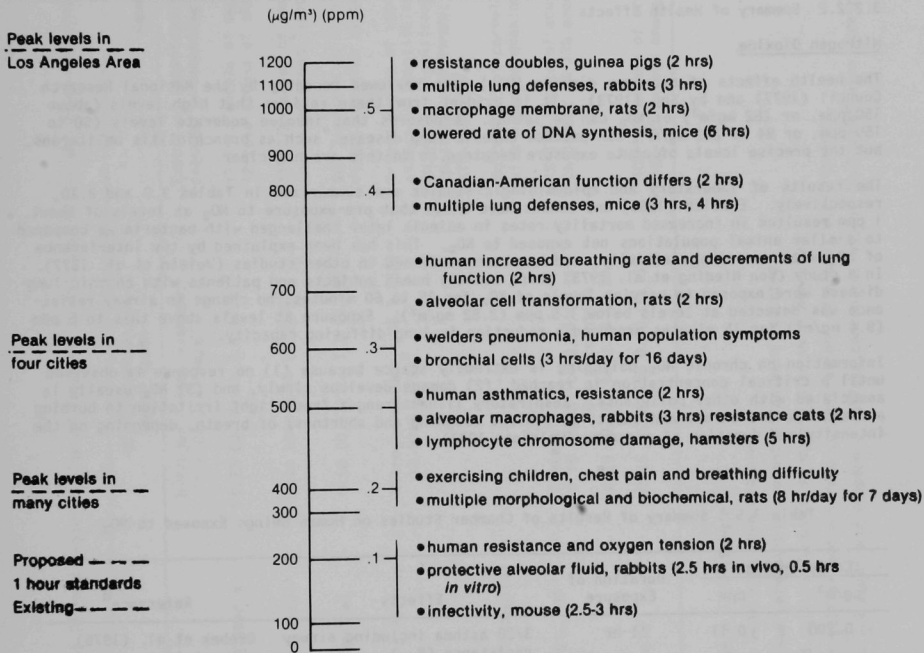 (µg/m³) (ppm)
Peak levels in
Los Angeles Area
1200
1100
1000
900
800
700
600
500
400
300
200
100
0
.5
.4
.3
.2
.1
• resistance doubles, guinea pigs (2 hrs)
• multiple lung defenses, rabbits (3 hrs)
• macrophage membrane, rats (2 hrs)
• lowered rate of DNA synthesis, mice (6 hrs)
• Canadian-American function differs (2 hrs)
• multiple lung defenses, mice (3 hrs, 4 hrs)
• human increased breathing rate and decrements of lung
function (2 hrs)
• alveolar cell transformation, rats (2 hrs)
Peak levels in
four cities
• welders pneumonia, human population symptoms
• bronchial cells (3 hrs/day for 16 days)
• human asthmatics, resistance (2 hrs)
• alveolar macrophages, rabbits (3 hrs) resistance cats (2 hrs)
• lymphocyte chromosome damage, hamsters (5 hrs)
Peak levels in
many cities
• exercising children, chest pain and breathing difficulty
• multiple morphological and biochemical, rats (8 hr/day for 7 days)
Proposed
1 hour standards
Existing
• human resistance and oxygen tension (2 hrs)
• protective alveolar fluid, rabbits (2.5 hrs in vivo, 0.5 hrs
in vitro)
• infectivity, mouse (2.5-3 hrs)